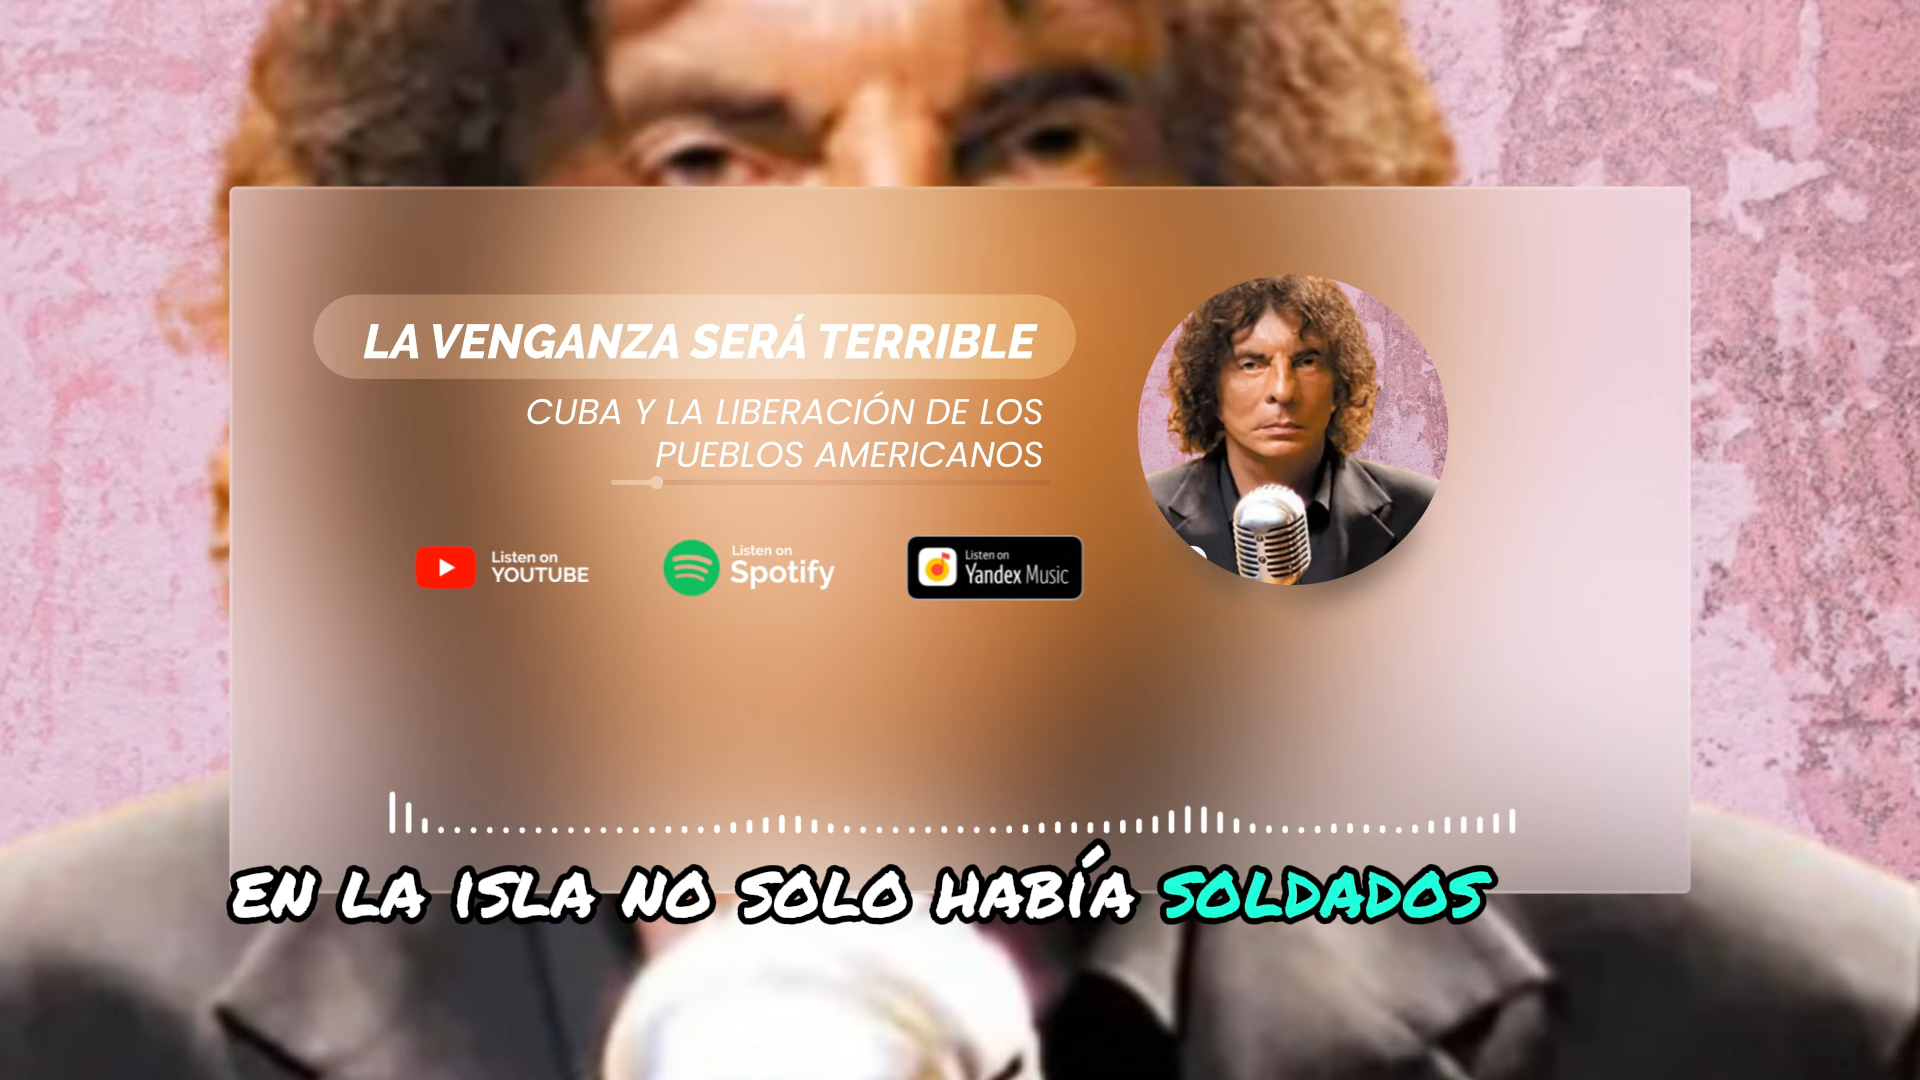 LA VENGANZA SERÁ TERRIBLE
CUBA Y LA LIBERACIÓN DE LOS
PUEBLOS AMERICANOS
Listen on
YOUTUBE
Listen on
Spotify
Listen on
Yandex Music
EN LA ISLA NO SOLO HABÍA SOLDADOS